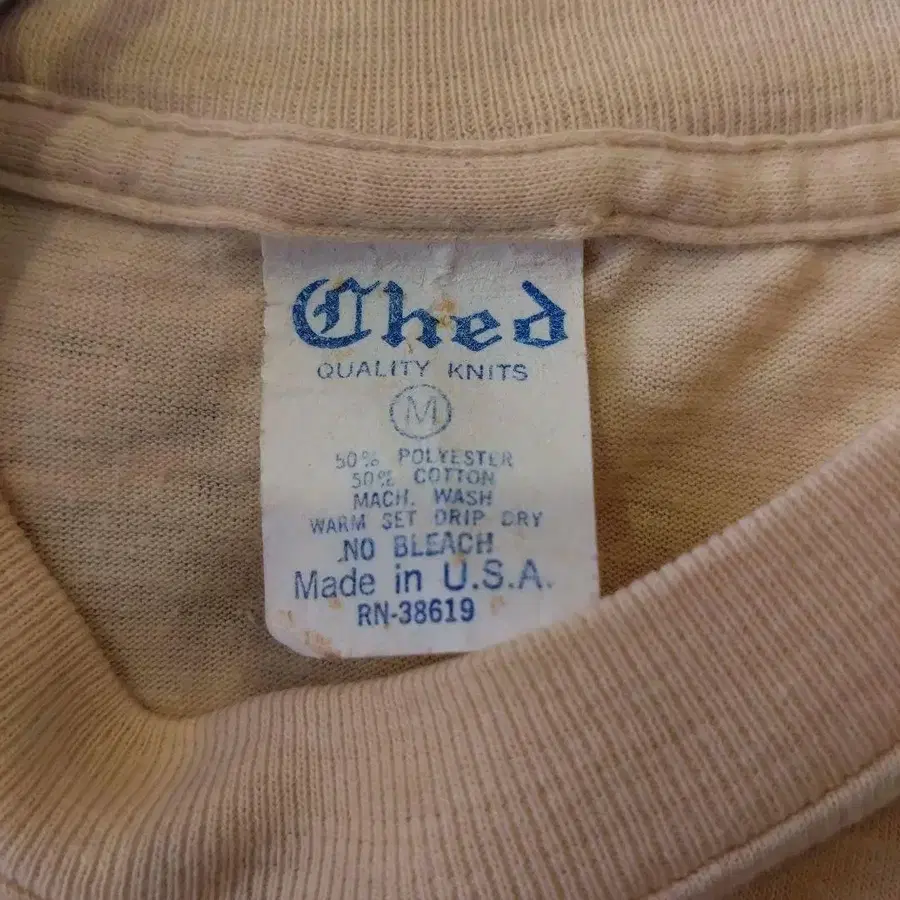 Ched
QUALITY KNITS
M
50% POLYESTER
50% COTTON
MACH. WASH
WARM SET DRIP DRY
NO BLEACH
Made in U.S.A.
RN-38619